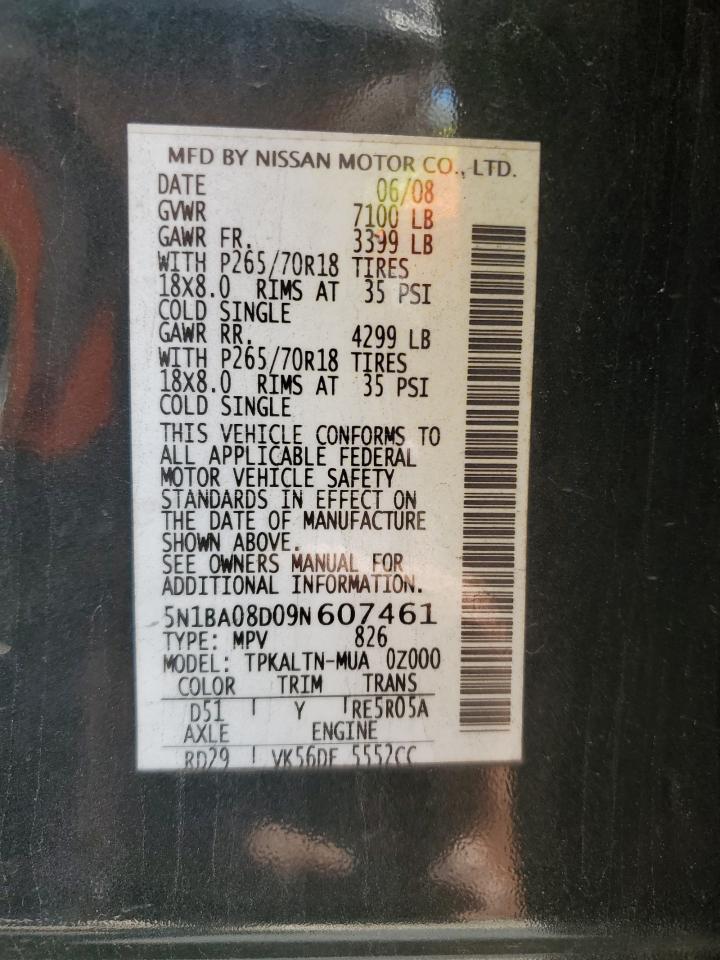 MFD BY NISSAN MOTOR CO., LTD.
DATE 06/08
GVWR 7100 LB
GAWR FR. 3399 LB
WITH P265/70R18 TIRES
18X8.0 RIMS AT 35 PSI
COLD SINGLE
GAWR RR. 4299 LB
WITH P265/70R18 TIRES
18X8.0 RIMS AT 35 PSI
COLD SINGLE
THIS VEHICLE CONFORMS TO
ALL APPLICABLE FEDERAL
MOTOR VEHICLE SAFETY
STANDARDS IN EFFECT ON
THE DATE OF MANUFACTURE
SHOWN ABOVE.
SEE OWNERS MANUAL FOR
ADDITIONAL INFORMATION.
5N1BA08D09N607461
TYPE: MPV 826
MODEL: TPKALTN-MUA 0Z000
COLOR TRIM TRANS
D51 Y RE5R05A
AXLE ENGINE
RD29 VK56DE 5552CC